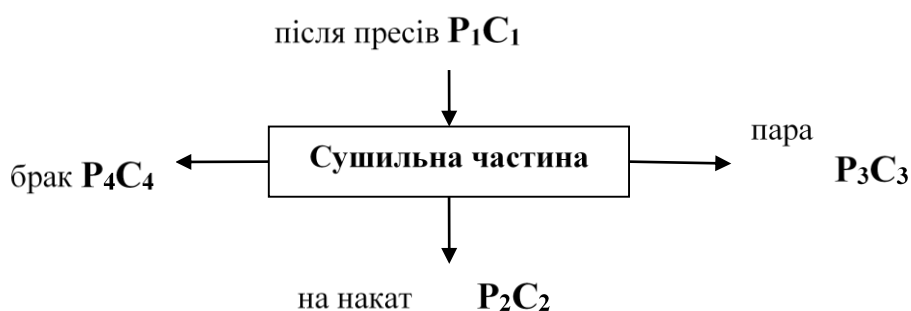 після пресів P₁C₁
Сушильна частина
пара
брак P₄C₄
P₃C₃
на накат P₂C₂